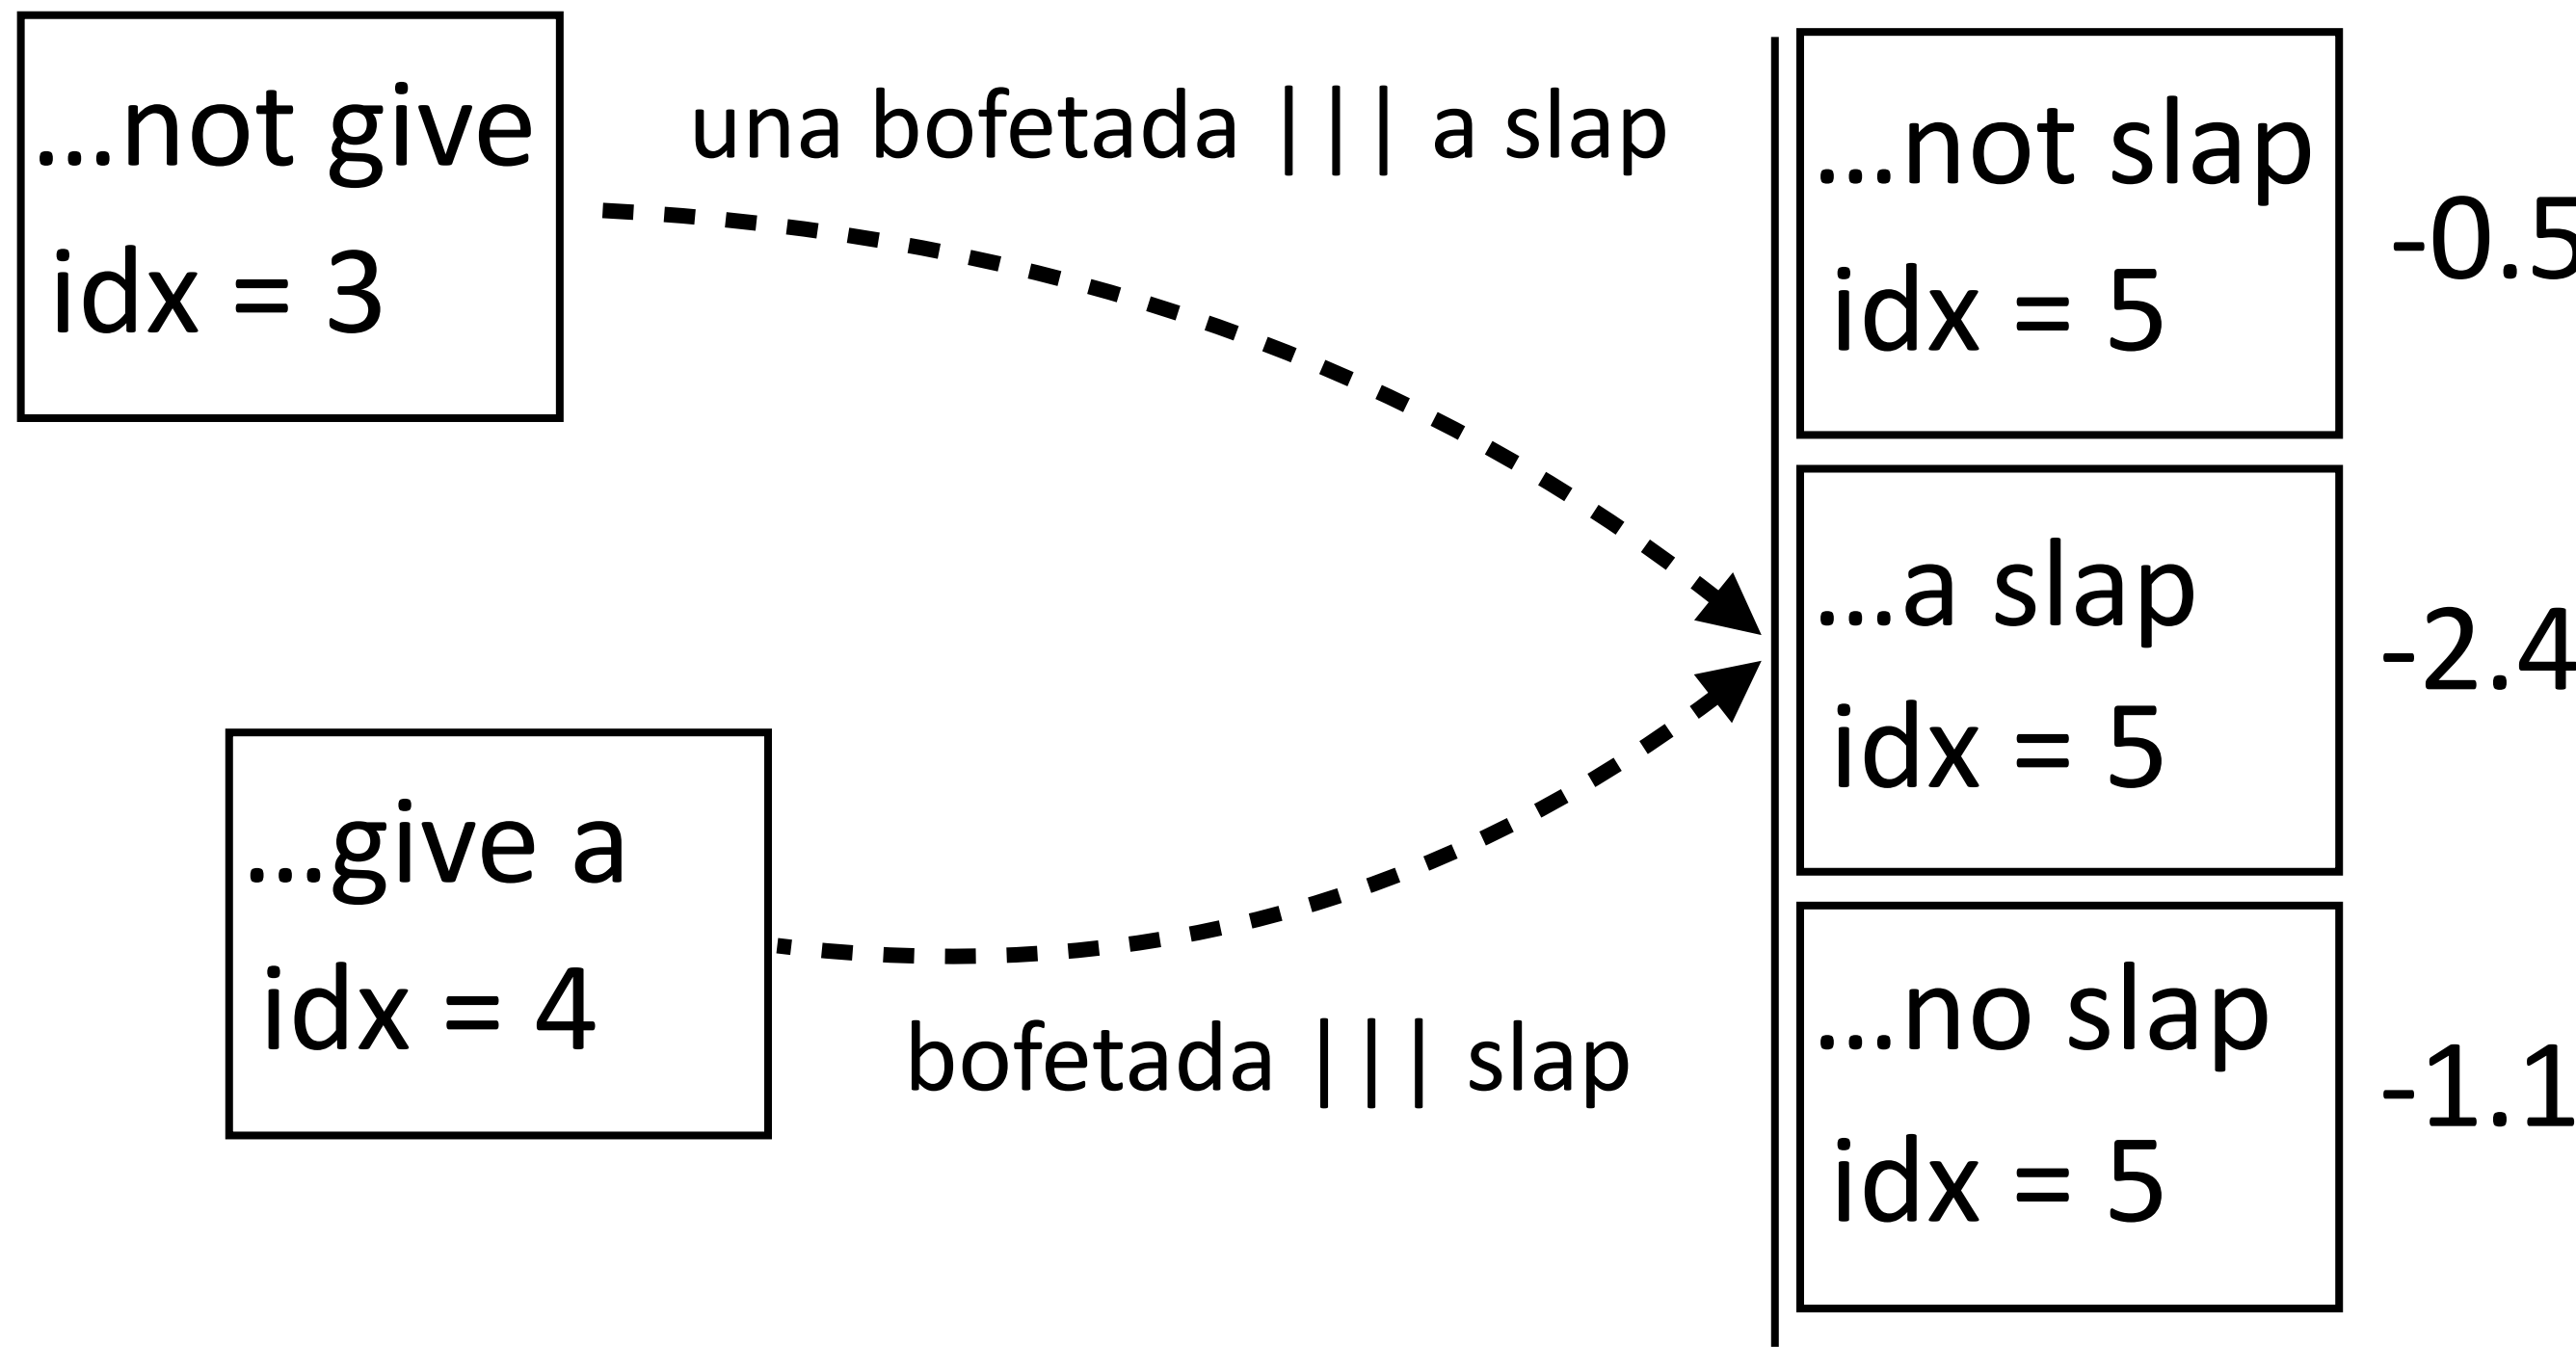 ...not give
idx = 3
una bofetada ||| a slap
...not slap
idx = 5
-0.5
...a slap
idx = 5
-2.4
...give a
idx = 4
bofetada ||| slap
...no slap
idx = 5
-1.1